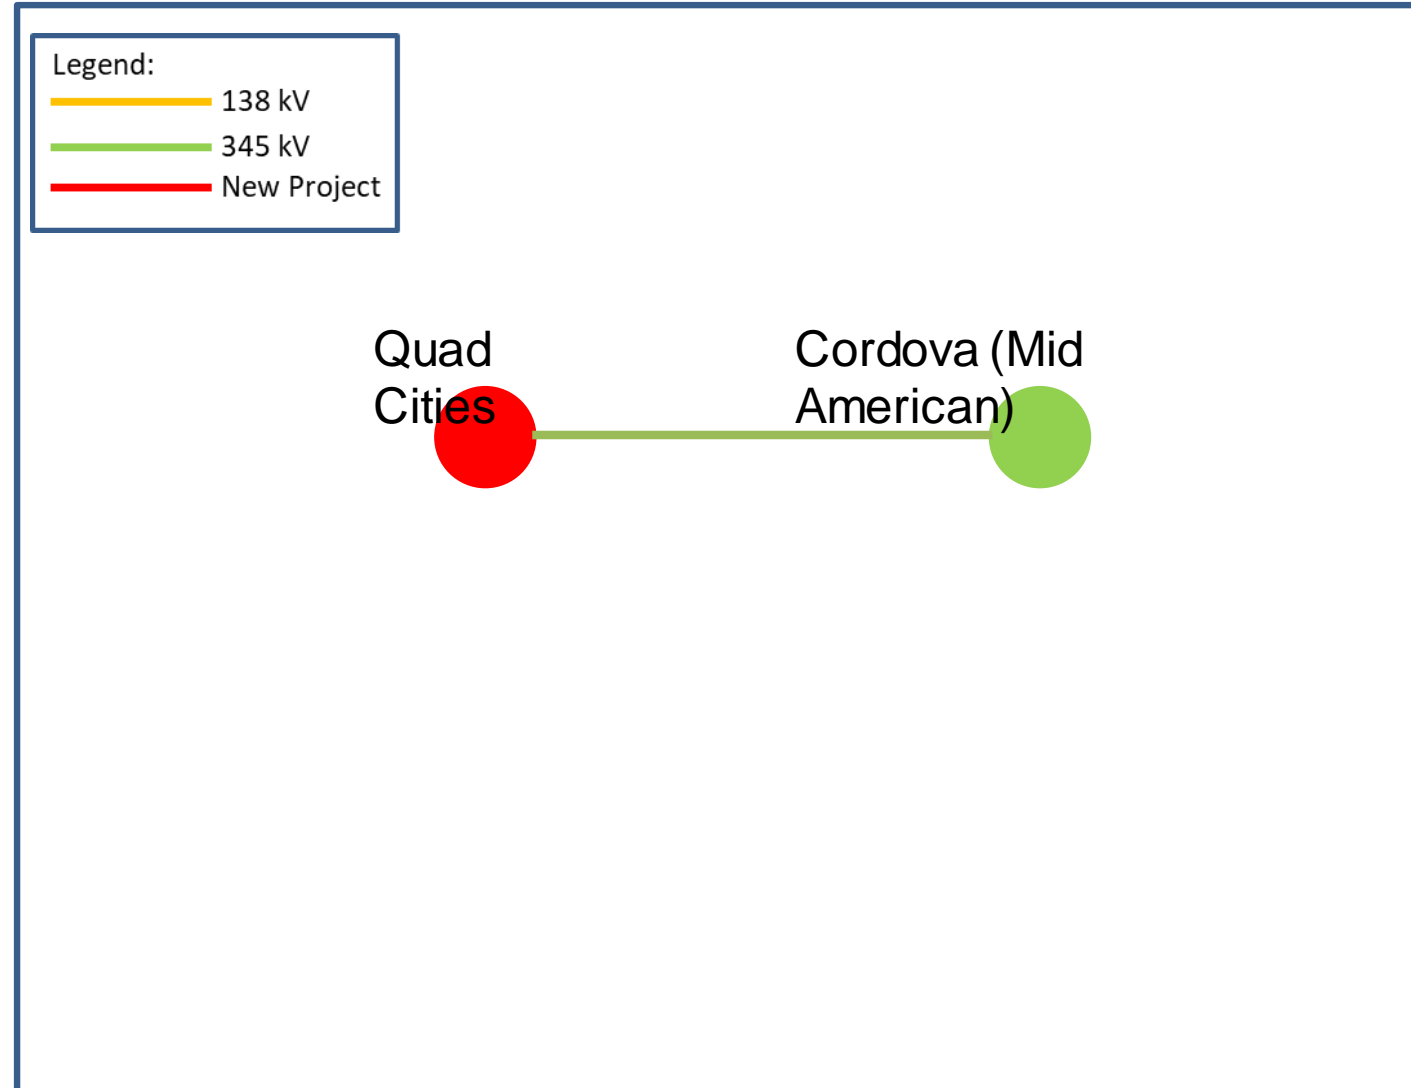 Legend:
138 kV
345 kV
New Project
Quad
Cities
Cordova (Mid
American)